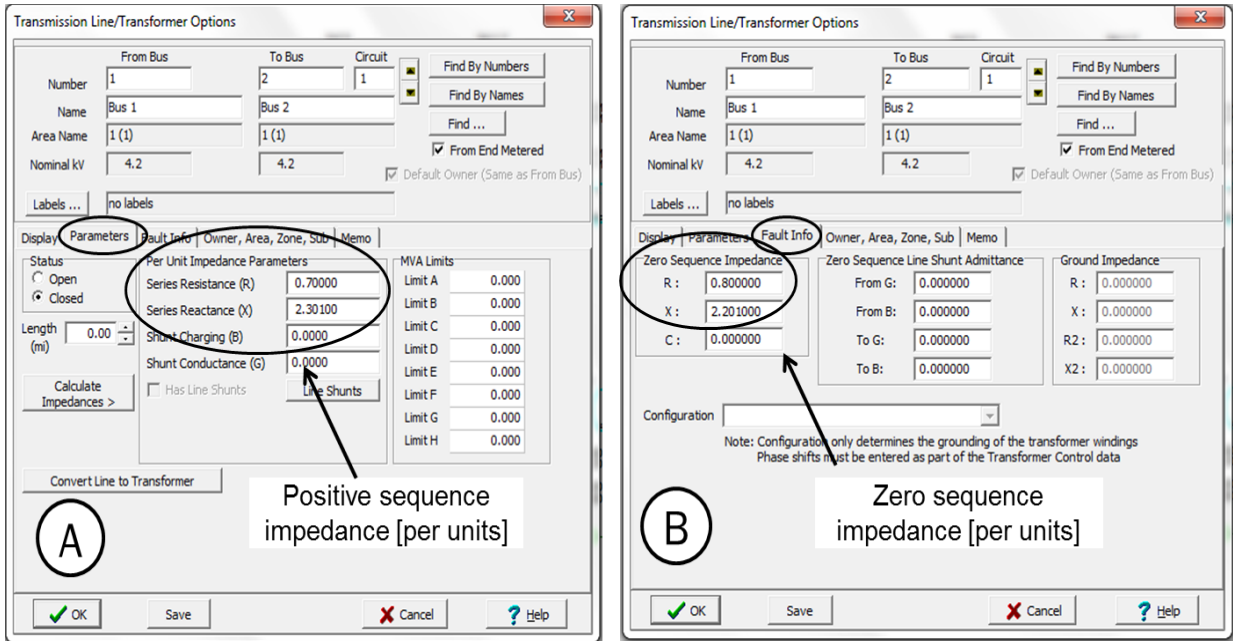 Transmission Line/Transformer Options
From Bus To Bus Circuit
Number 1 2 1 Find By Numbers
Name Bus 1 Bus 2 Find By Names
Area Name 1 (1) 1 (1) Find ...
Nominal kV 4.2 4.2 From End Metered
Default Owner (Same as From Bus)
Labels ... no labels
Display Parameters Fault Info Owner, Area, Zone, Sub Memo
Status Per Unit Impedance Parameters MVA Limits
Open Series Resistance (R) 0.70000 Limit A 0.000
Closed Series Reactance (X) 2.30100 Limit B 0.000
Length (mi) 0.00 Shunt Charging (B) 0.0000 Limit C 0.000
Shunt Conductance (G) 0.0000 Limit D 0.000
Calculate Impedances > Has Line Shunts Line Shunts Limit E 0.000
Limit F 0.000
Limit G 0.000
Limit H 0.000
Convert Line to Transformer
Positive sequence
impedance [per units]
A
OK Save Cancel Help
Transmission Line/Transformer Options
From Bus To Bus Circuit
Number 1 2 1 Find By Numbers
Name Bus 1 Bus 2 Find By Names
Area Name 1 (1) 1 (1) Find ...
Nominal kV 4.2 4.2 From End Metered
Default Owner (Same as From Bus)
Labels ... no labels
Display Parameters Fault Info Owner, Area, Zone, Sub Memo
Zero Sequence Impedance Zero Sequence Line Shunt Admittance Ground Impedance
R : 0.800000 From G: 0.000000 R : 0.000000
X : 2.201000 From B: 0.000000 X : 0.000000
C : 0.000000 To G: 0.000000 R2 : 0.000000
To B: 0.000000 X2 : 0.000000
Configuration
Note: Configuration only determines the grounding of the transformer windings
Phase shifts must be entered as part of the Transformer Control data
Zero sequence
impedance [per units]
B
OK Save Cancel Help